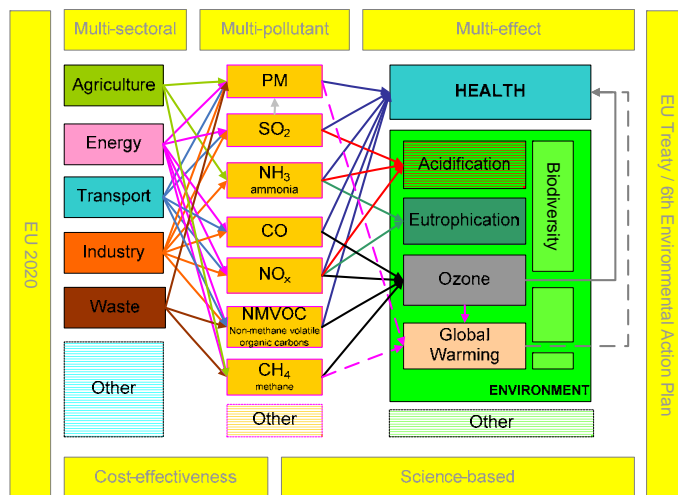 Multi-sectoral
Multi-pollutant
Multi-effect
EU 2020
Agriculture
Energy
Transport
Industry
Waste
Other
PM
SO₂
NH₃
ammonia
CO
NOₓ
NMVOC
Non-methane volatile
organic carbons
CH₄
methane
Other
HEALTH
Acidification
Eutrophication
Ozone
Global
Warming
Biodiversity
ENVIRONMENT
Other
EU Treaty / 6th Environmental Action Plan
Cost-effectiveness
Science-based